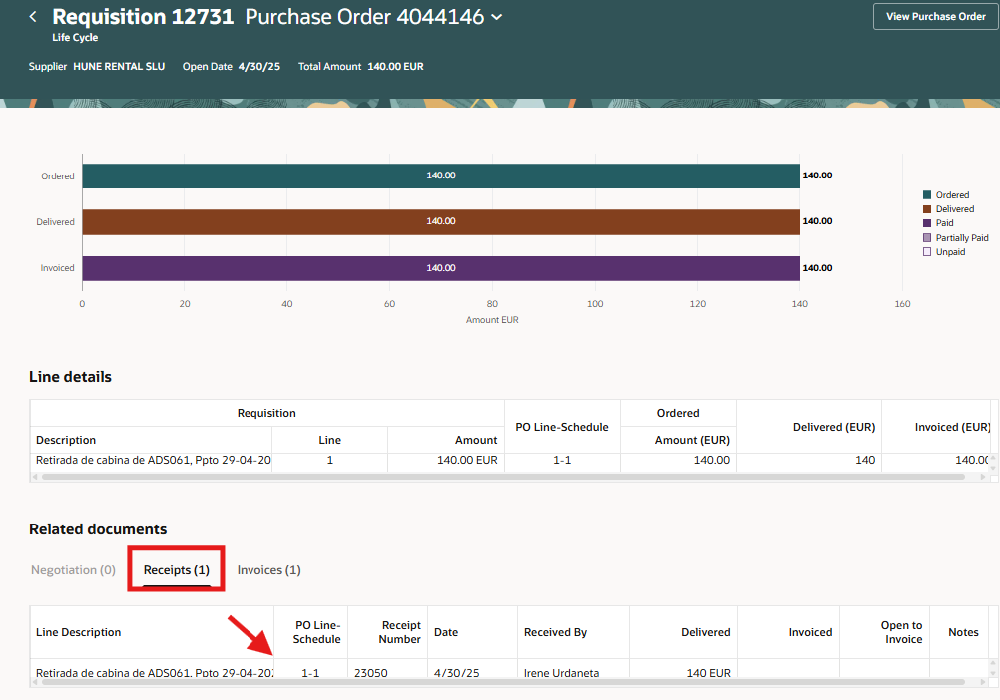 Requisition 12731 Purchase Order 4044146
View Purchase Order
Life Cycle
Supplier HUNE RENTAL SLU Open Date 4/30/25 Total Amount 140.00 EUR
Ordered 140.00 140.00
Delivered 140.00 140.00
Invoiced 140.00 140.00
0 20 40 60 80 100 120 140 160
Amount EUR
Ordered
Delivered
Paid
Partially Paid
Unpaid
Line details
Requisition PO Line-Schedule Ordered Delivered (EUR) Invoiced (EUR)
Description Line Amount Amount (EUR)
Retirada de cabina de ADS061, Ppto 29-04-20 1 140.00 EUR 1-1 140.00 140 140.00
Related documents
Negotiation (0) Receipts (1) Invoices (1)
Line Description PO Line-Schedule Receipt Number Date Received By Delivered Invoiced Open to Invoice Notes
Retirada de cabina de ADS061, Ppto 29-04-202 1-1 23050 4/30/25 Irene Urdaneta 140 EUR